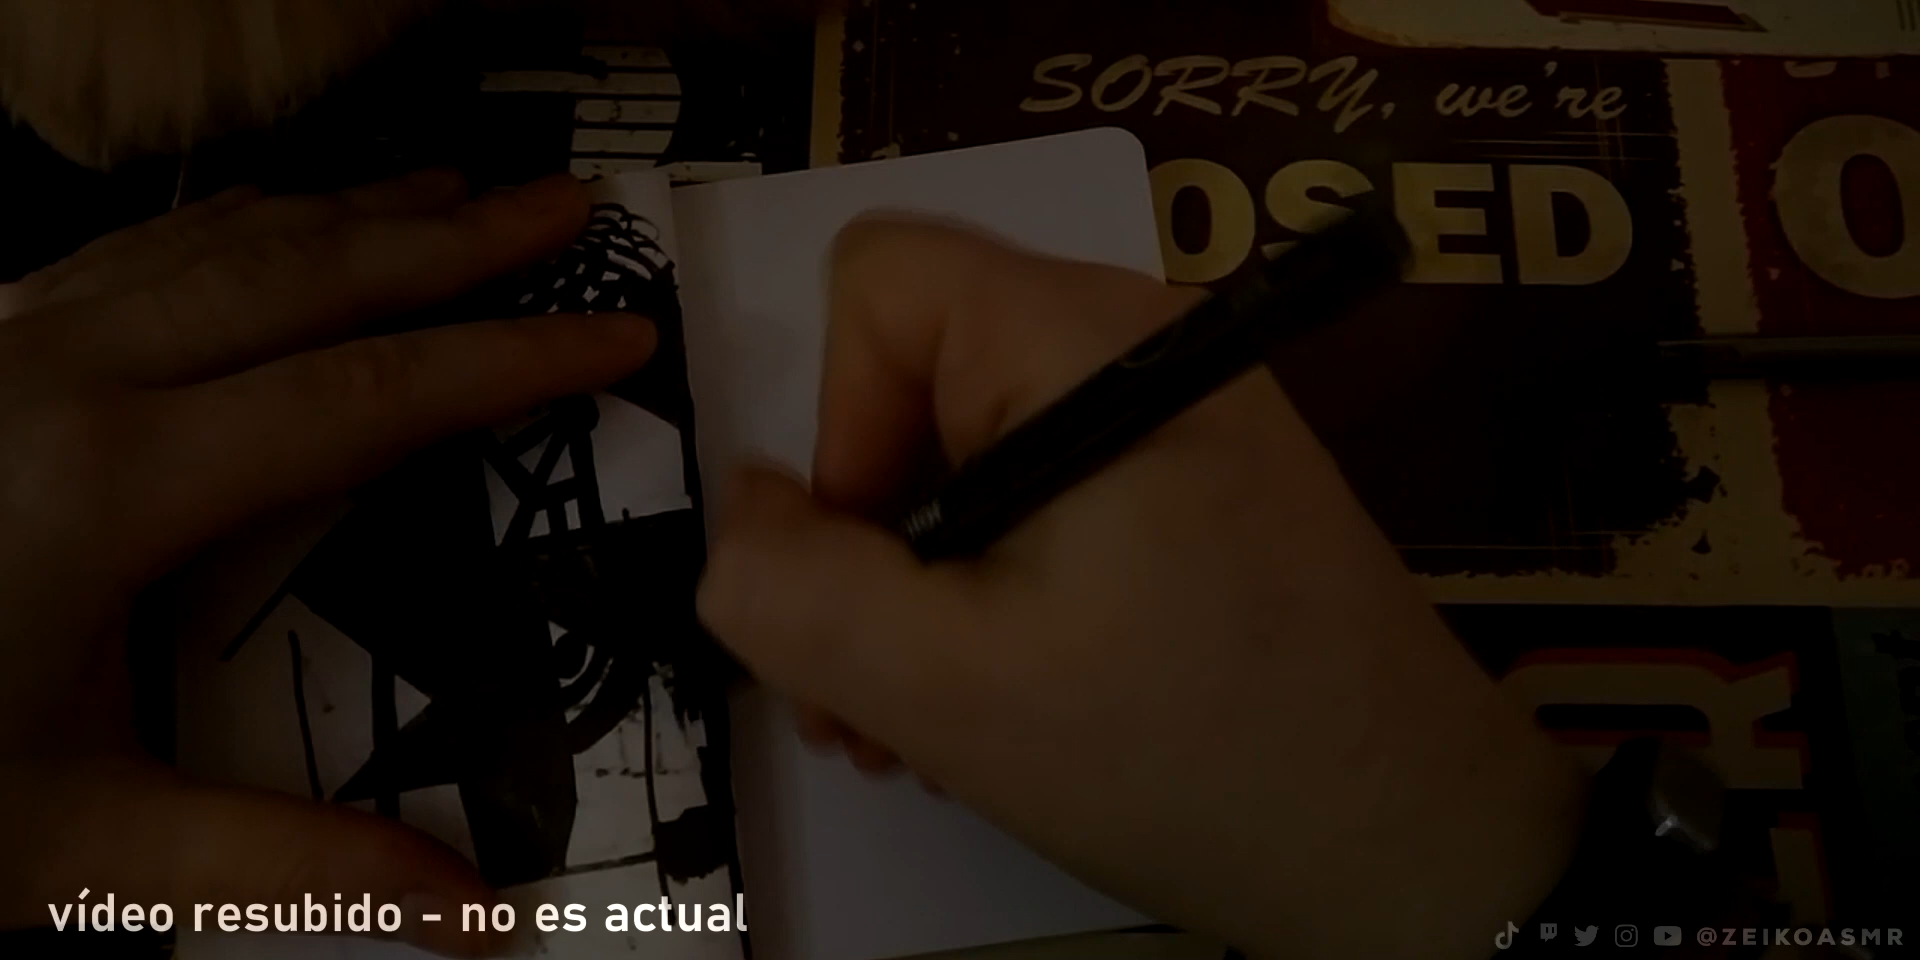 SORRY, we're
OSED
O
vídeo resubido - no es actual
@ZEIKOASMR